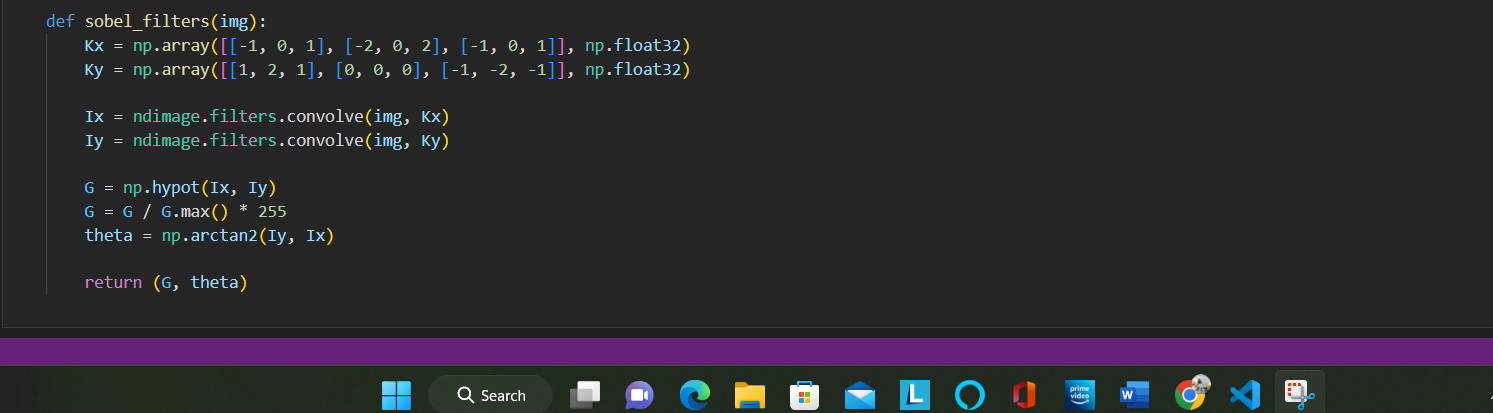 def sobel_filters(img):
    Kx = np.array([[-1, 0, 1], [-2, 0, 2], [-1, 0, 1]], np.float32)
    Ky = np.array([[1, 2, 1], [0, 0, 0], [-1, -2, -1]], np.float32)

    Ix = ndimage.filters.convolve(img, Kx)
    Iy = ndimage.filters.convolve(img, Ky)

    G = np.hypot(Ix, Iy)
    G = G / G.max() * 255
    theta = np.arctan2(Iy, Ix)

    return (G, theta)
Search
L
prime
video
W